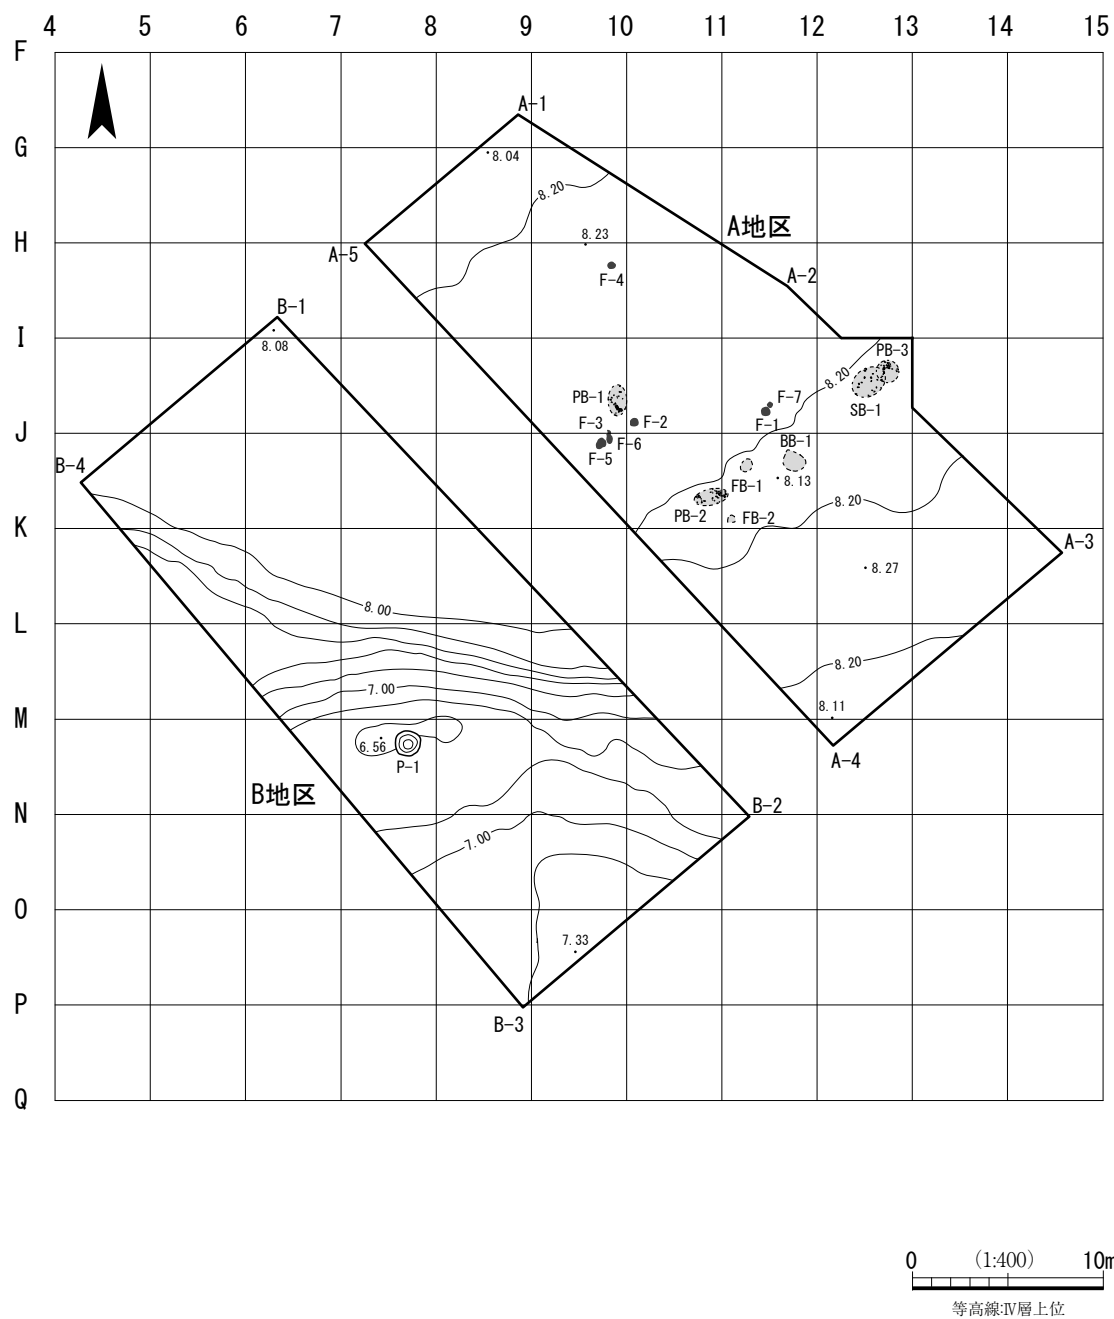 4 5 6 7 8 9 10 11 12 13 14 15
F
A-1
G
8.04
8.20
A地区
H
8.23
A-5
F-4
A-2
B-1
I
8.08
PB-3
8.20
PB-1
F-7
SB-1
F-3
F-2
F-1
J
F-6
BB-1
F-5
B-4
FB-1
8.13
8.20
PB-2
FB-2
K
A-3
8.27
8.00
L
8.20
7.00
8.11
M
6.56
A-4
P-1
B地区
B-2
N
7.00
O
7.33
P
B-3
Q
0 (1:400) 10m
等高線:Ⅳ層上位